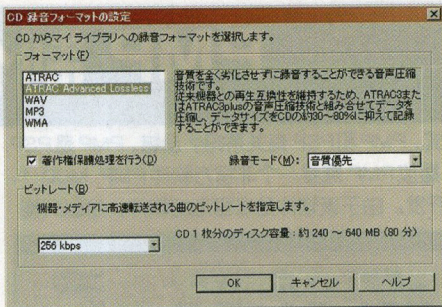 CD 録音フォーマットの設定
CD からマイ ライブラリへの録音フォーマットを選択します。
フォーマット(F)
ATRAC
ATRAC Advanced Lossless
WAV
MP3
WMA
音質を全く劣化させずに録音することができる音声圧縮
技術です。
従来機器との再生互換性を維持するため、ATRAC3また
はATRAC3plusの音声圧縮技術と組み合せてデータを
圧縮し、データサイズをCDの約30~80%に抑えて記録
することができます。
著作権保護処理を行う(D)
録音モード(M): 音質優先
ビットレート(B)
機器・メディアに高速転送される曲のビットレートを指定します。
256 kbps
CD 1 枚分のディスク容量 : 約 240 ~ 640 MB (80 分)
OK キャンセル ヘルプ